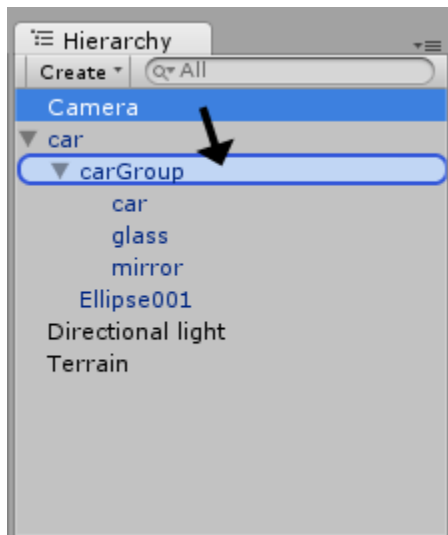 Hierarchy
Create All
Camera
car
carGroup
car
glass
mirror
Ellipse001
Directional light
Terrain